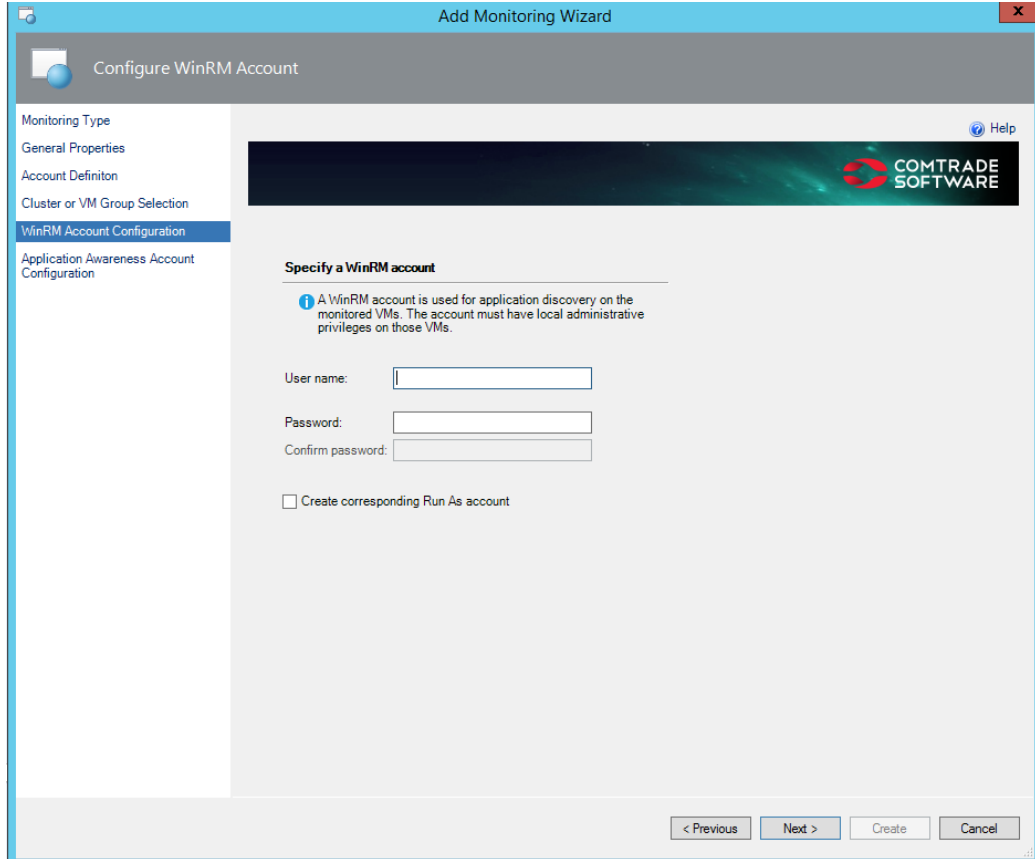 Add Monitoring Wizard
x
Configure WinRM Account
Monitoring Type
General Properties
Account Definiton
Cluster or VM Group Selection
WinRM Account Configuration
Application Awareness Account
Configuration
Help
COMTRADE
SOFTWARE
Specify a WinRM account
A WinRM account is used for application discovery on the
monitored VMs. The account must have local administrative
privileges on those VMs.
User name:
Password:
Confirm password:
Create corresponding Run As account
< Previous
Next >
Create
Cancel